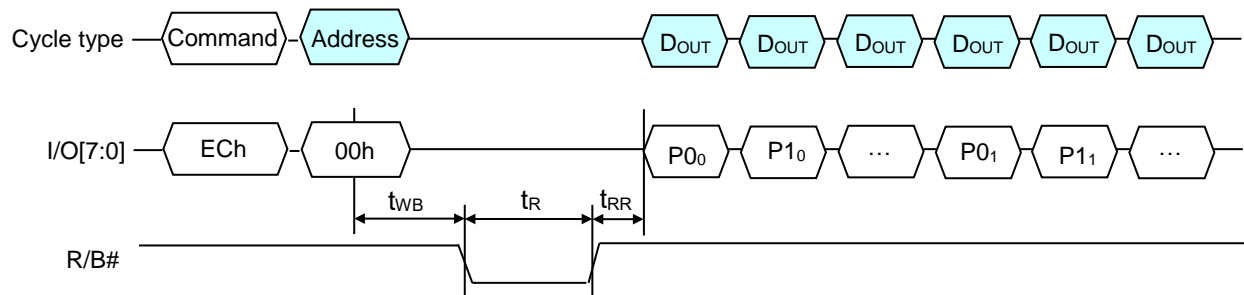 Cycle type Command Address DOUT DOUT DOUT DOUT DOUT DOUT
I/O[7:0] ECh 00h P0₀ P1₀ … P0₁ P1₁ …
tWB tR tRR
R/B#